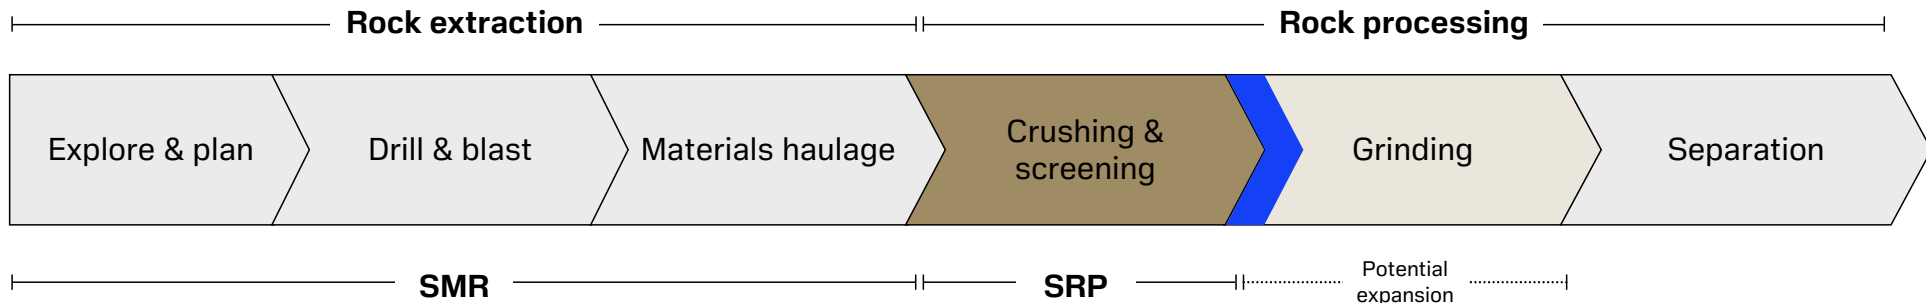 Rock extraction
Rock processing
Explore & plan
Drill & blast
Materials haulage
Crushing &
screening
Grinding
Separation
SMR
SRP
Potential
expansion